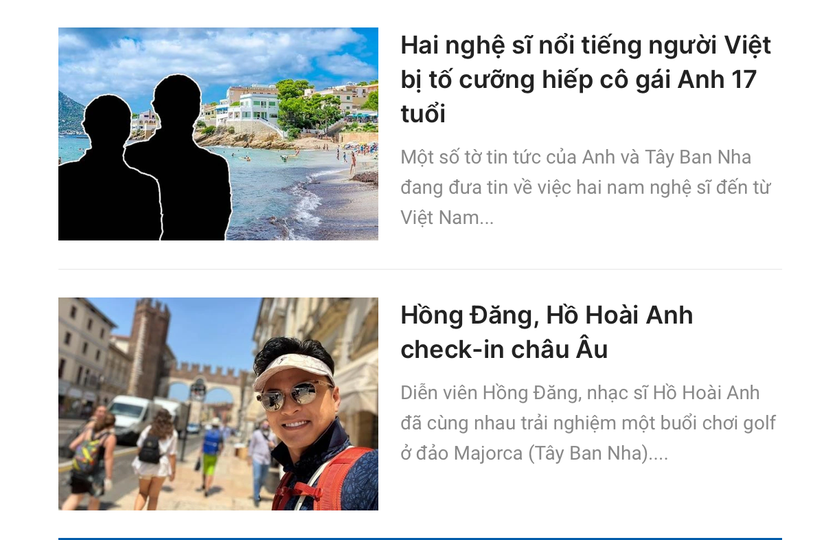 Hai nghệ sĩ nổi tiếng người Việt
bị tố cưỡng hiếp cô gái Anh 17
tuổi
Một số tờ tin tức của Anh và Tây Ban Nha
đang đưa tin về việc hai nam nghệ sĩ đến từ
Việt Nam...
Hồng Đăng, Hồ Hoài Anh
check-in châu Âu
Diễn viên Hồng Đăng, nhạc sĩ Hồ Hoài Anh
đã cùng nhau trải nghiệm một buổi chơi golf
ở đảo Majorca (Tây Ban Nha)....